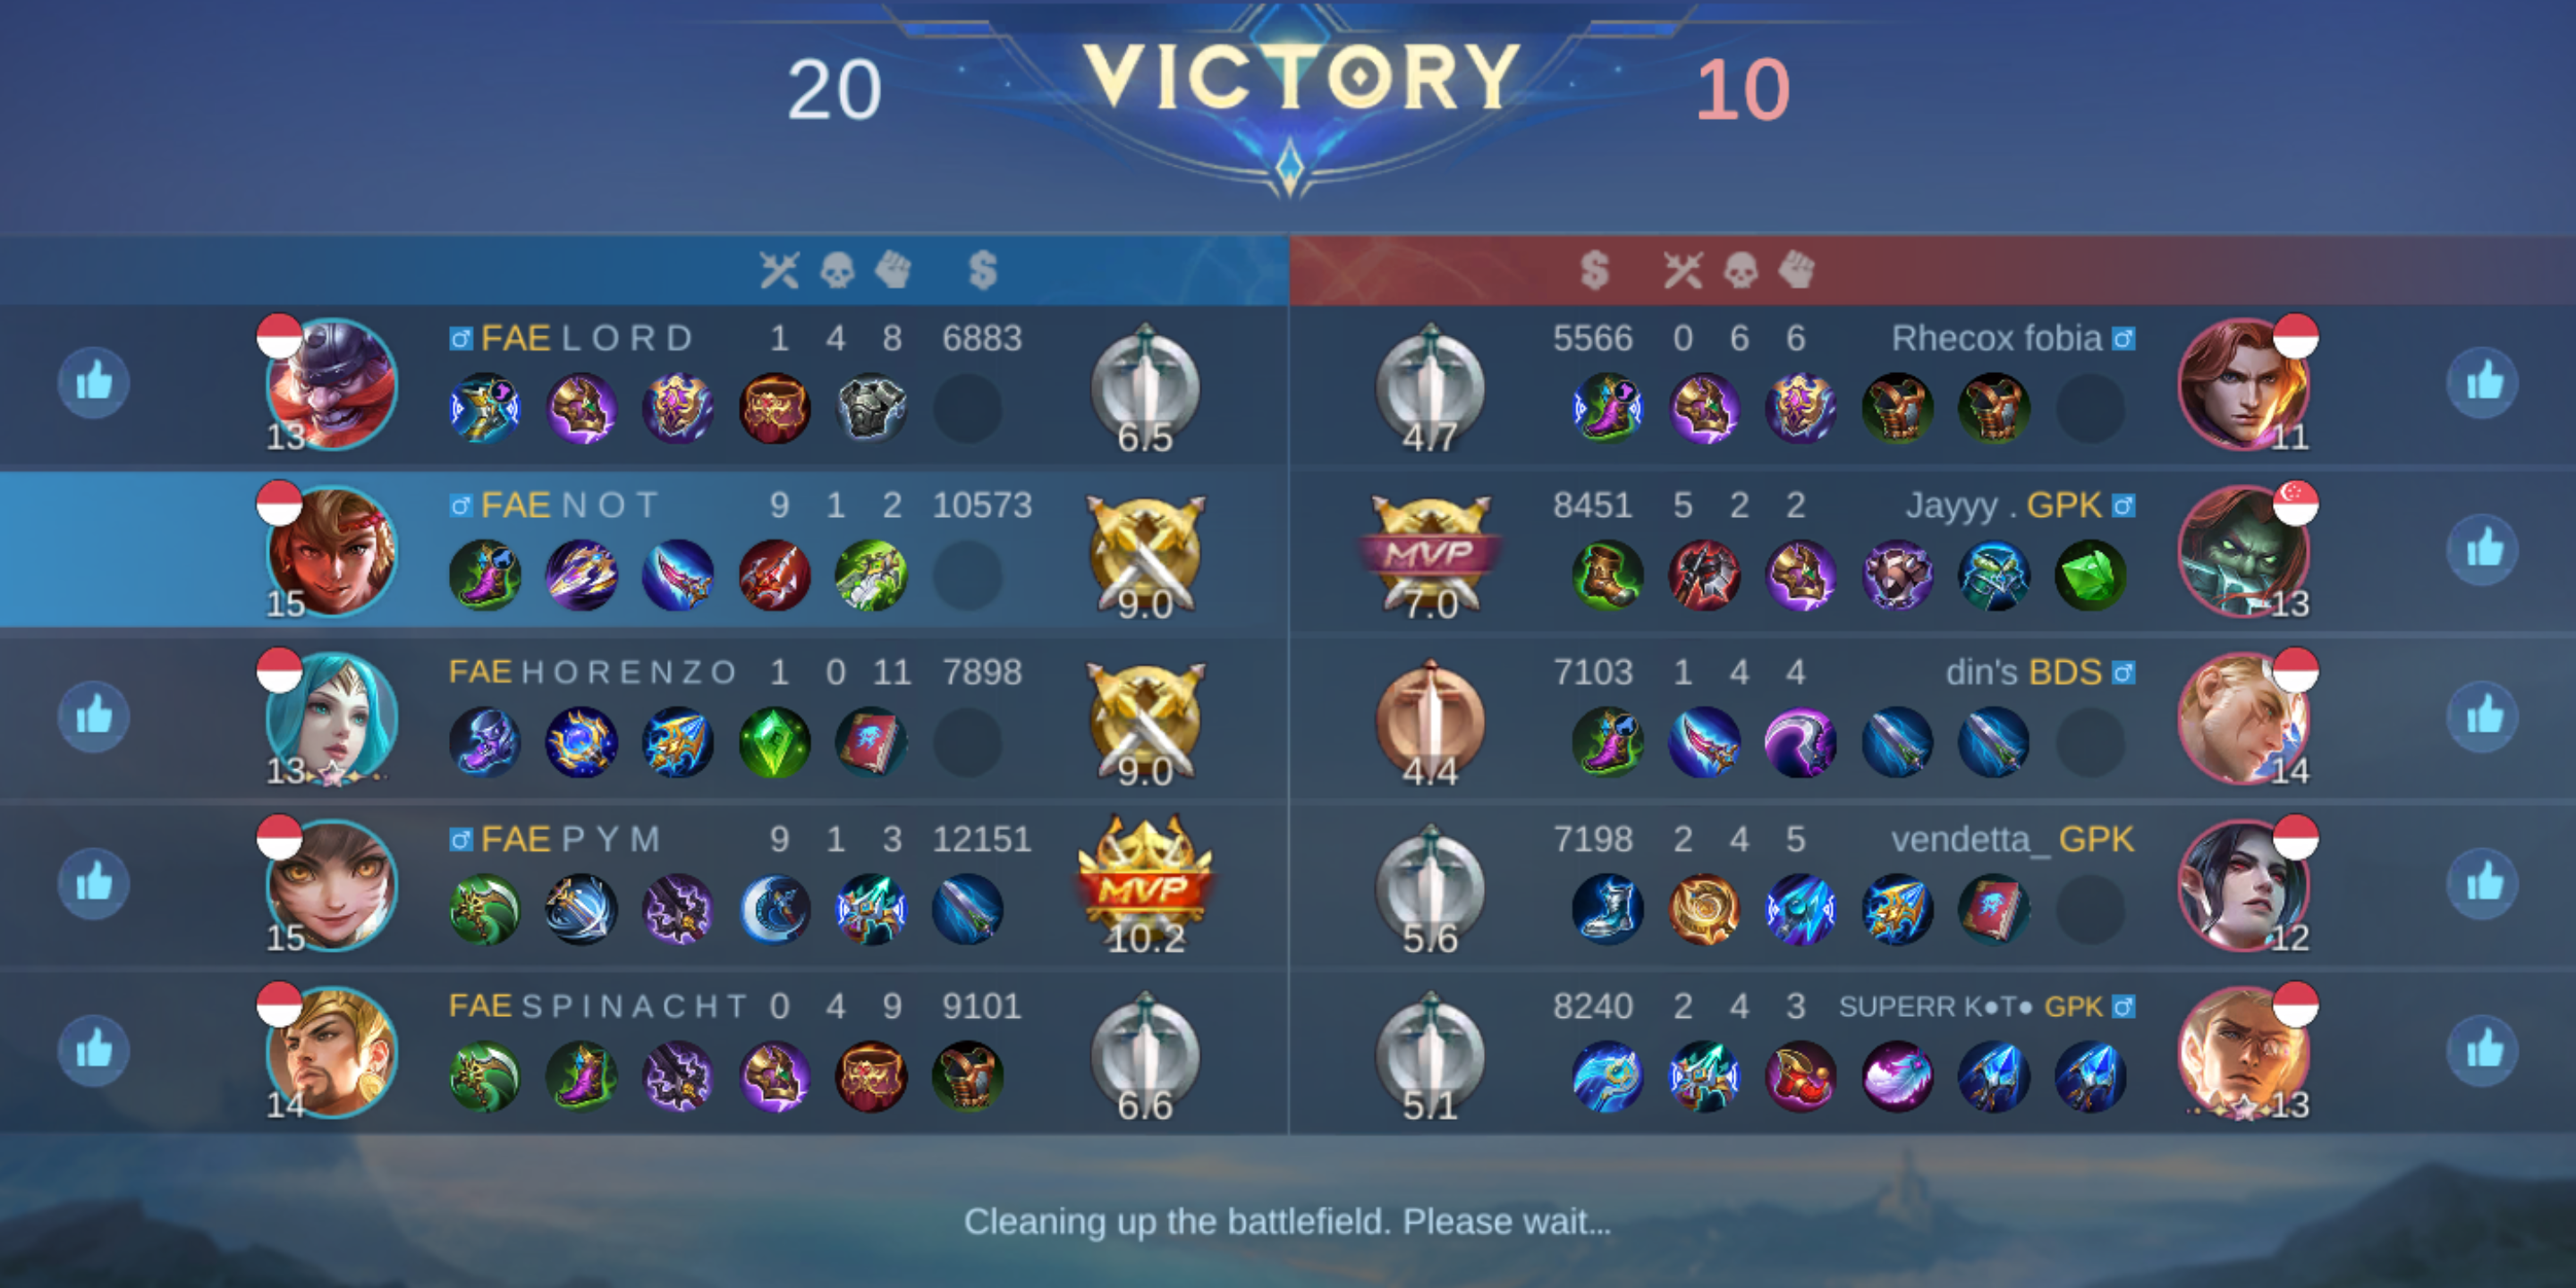 20 VICTORY 10
FAE L O R D 1 4 8 6883
13 6.5
5566 0 6 6 Rhecox fobia
4.7 11
FAE N O T 9 1 2 10573
15 9.0
8451 5 2 2 Jayyy . GPK
MVP
7.0 13
FAE H O R E N Z O 1 0 11 7898
13 9.0
7103 1 4 4 din's BDS
4.4 14
FAE P Y M 9 1 3 12151
MVP
15 10.2
7198 2 4 5 vendetta_ GPK
5.6 12
FAE S P I N A C H T 0 4 9 9101
14 6.6
8240 2 4 3 SUPERR K●T● GPK
5.1 13
Cleaning up the battlefield. Please wait...